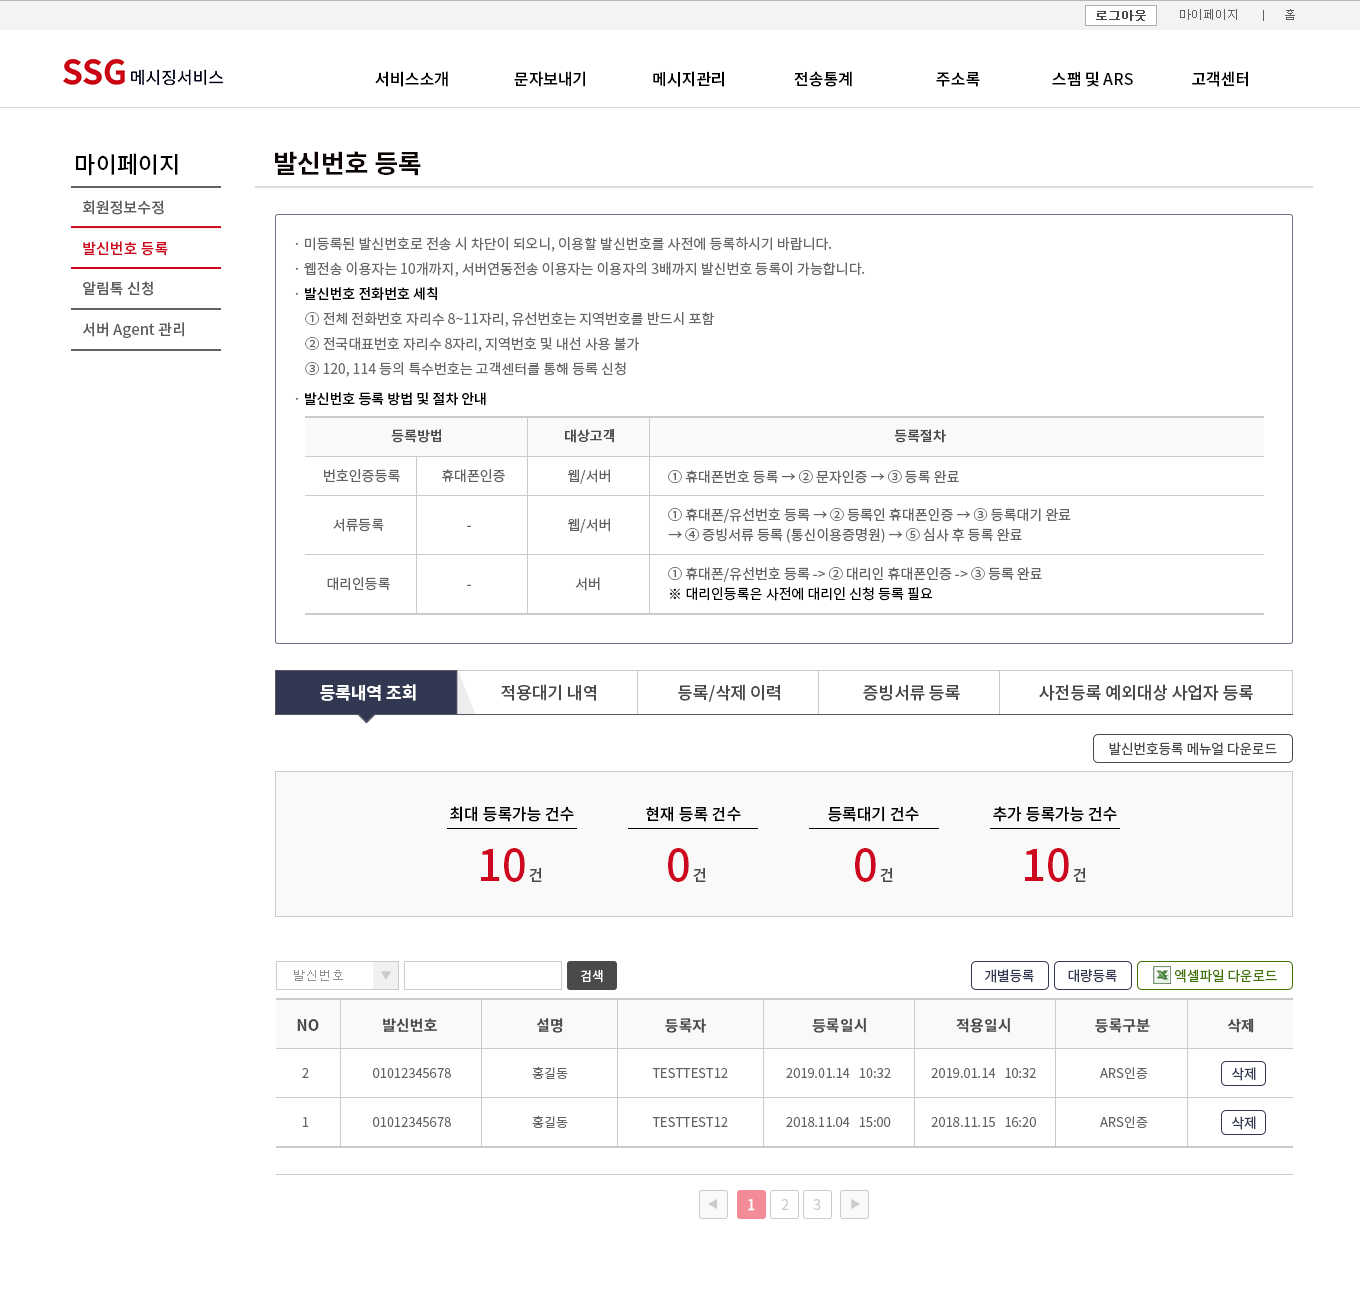 로그아웃 마이페이지 | 홈
SSG 메시징서비스 서비스소개 문자보내기 메시지관리 전송통계 주소록 스팸 및 ARS 고객센터
마이페이지
회원정보수정
발신번호 등록
알림톡 신청
서버 Agent 관리
발신번호 등록
· 미등록된 발신번호로 전송 시 차단이 되오니, 이용할 발신번호를 사전에 등록하시기 바랍니다.
· 웹전송 이용자는 10개까지, 서버연동전송 이용자는 이용자의 3배까지 발신번호 등록이 가능합니다.
· 발신번호 전화번호 세칙
① 전체 전화번호 자리수 8~11자리, 유선번호는 지역번호를 반드시 포함
② 전국대표번호 자리수 8자리, 지역번호 및 내선 사용 불가
③ 120, 114 등의 특수번호는 고객센터를 통해 등록 신청
· 발신번호 등록 방법 및 절차 안내
등록방법 대상고객 등록절차
번호인증등록 휴대폰인증 웹/서버 ① 휴대폰번호 등록 → ② 문자인증 → ③ 등록 완료
서류등록 - 웹/서버 ① 휴대폰/유선번호 등록 → ② 등록인 휴대폰인증 → ③ 등록대기 완료
→ ④ 증빙서류 등록 (통신이용증명원) → ⑤ 심사 후 등록 완료
대리인등록 - 서버 ① 휴대폰/유선번호 등록 -> ② 대리인 휴대폰인증 -> ③ 등록 완료
※ 대리인등록은 사전에 대리인 신청 등록 필요
등록내역 조회 적용대기 내역 등록/삭제 이력 증빙서류 등록 사전등록 예외대상 사업자 등록
발신번호등록 메뉴얼 다운로드
최대 등록가능 건수 현재 등록 건수 등록대기 건수 추가 등록가능 건수
10 건 0 건 0 건 10 건
발신번호 ▼ 검색 개별등록 대량등록 엑셀파일 다운로드
NO 발신번호 설명 등록자 등록일시 적용일시 등록구분 삭제
2 01012345678 홍길동 TESTTEST12 2019.01.14 10:32 2019.01.14 10:32 ARS인증 삭제
1 01012345678 홍길동 TESTTEST12 2018.11.04 15:00 2018.11.15 16:20 ARS인증 삭제
◀ 1 2 3 ▶